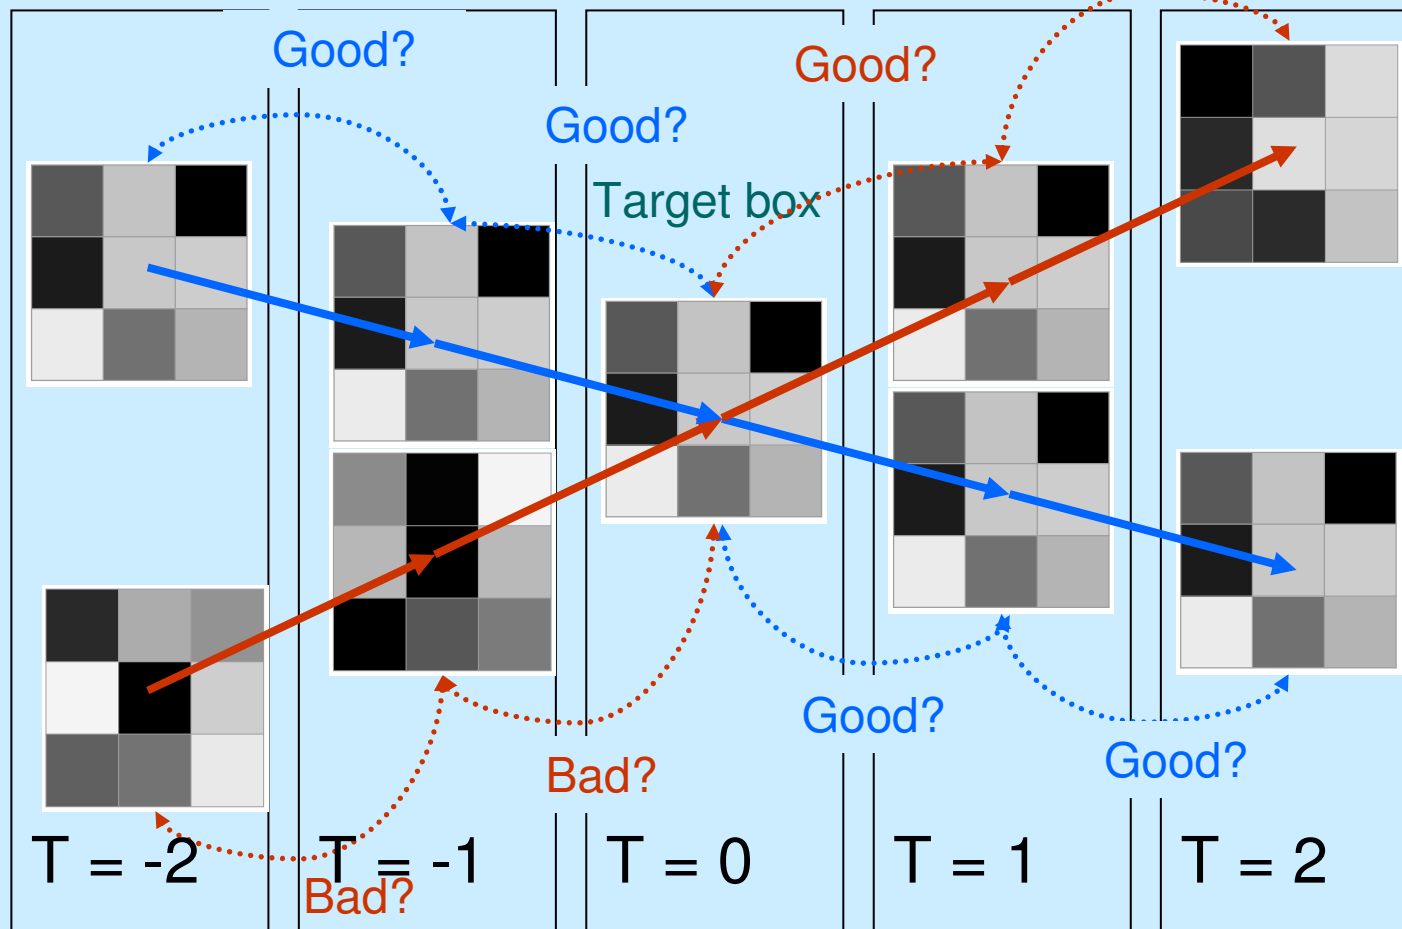 Good?
Good?
Good?
Target box
Good?
Good?
Bad?
T = -2
T = -1
T = 0
T = 1
T = 2
Bad?